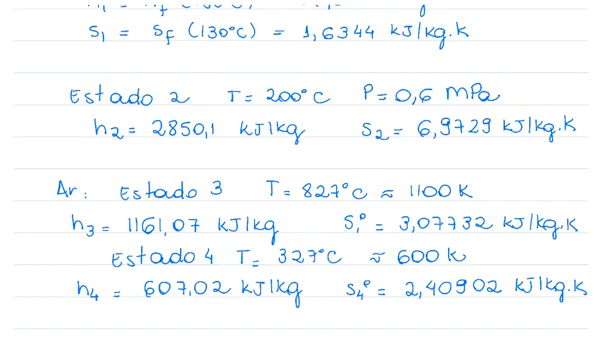 S₁ = Sf (130°C) = 1,6344 kJ/kg.K
Estado 2 T = 200°C P = 0,6 mPa
h₂ = 2850,1 kJ/kg S₂ = 6,9729 kJ/kg.K
Ar: Estado 3 T = 827°C ≈ 1100 K
h₃ = 1161,07 kJ/kg S₁° = 3,07732 kJ/kg.K
Estado 4 T = 327°C ≈ 600 K
h₄ = 607,02 kJ/kg S₄° = 2,40902 kJ/kg.K